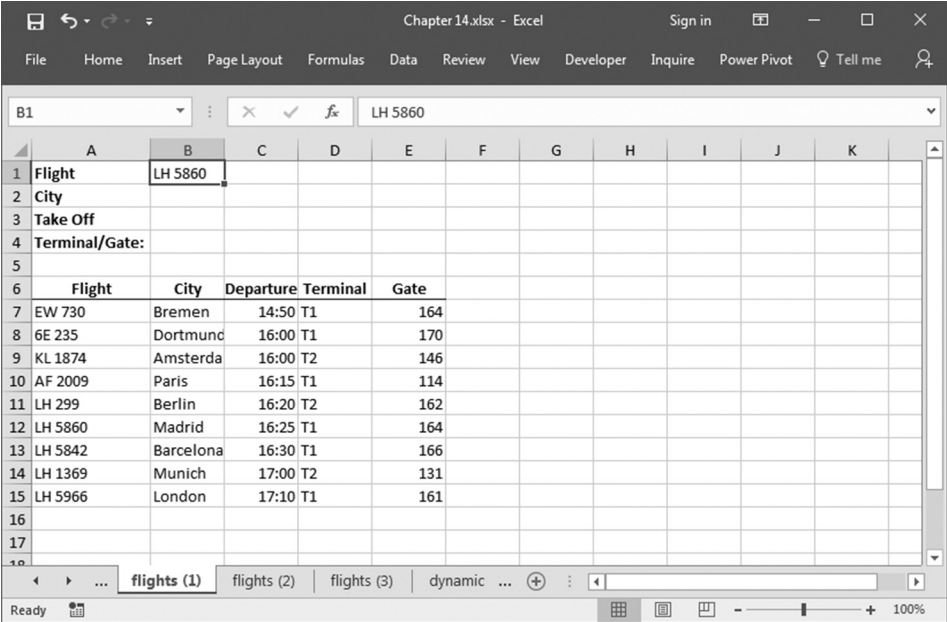 Chapter 14.xlsx - Excel Sign in
File Home Insert Page Layout Formulas Data Review View Developer Inquire Power Pivot Tell me
B1 fx LH 5860
A B C D E F G H I J K
1 Flight LH 5860
2 City
3 Take Off
4 Terminal/Gate:
5
6 Flight City Departure Terminal Gate
7 EW 730 Bremen 14:50 T1 164
8 6E 235 Dortmund 16:00 T1 170
9 KL 1874 Amsterda 16:00 T2 146
10 AF 2009 Paris 16:15 T1 114
11 LH 299 Berlin 16:20 T2 162
12 LH 5860 Madrid 16:25 T1 164
13 LH 5842 Barcelona 16:30 T1 166
14 LH 1369 Munich 17:00 T2 131
15 LH 5966 London 17:10 T1 161
16
17
18
... flights (1) flights (2) flights (3) dynamic ...
Ready 100%